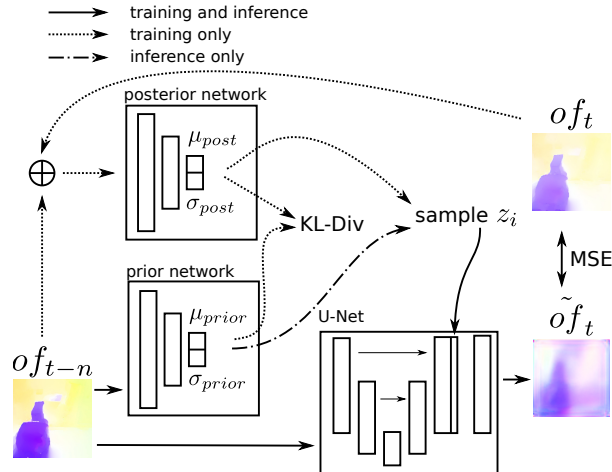 training and inference
training only
inference only
posterior network
of_t
μ_post
σ_post
KL-Div
sample z_i
MSE
prior network
õf_t
U-Net
μ_prior
σ_prior
of_{t−n}